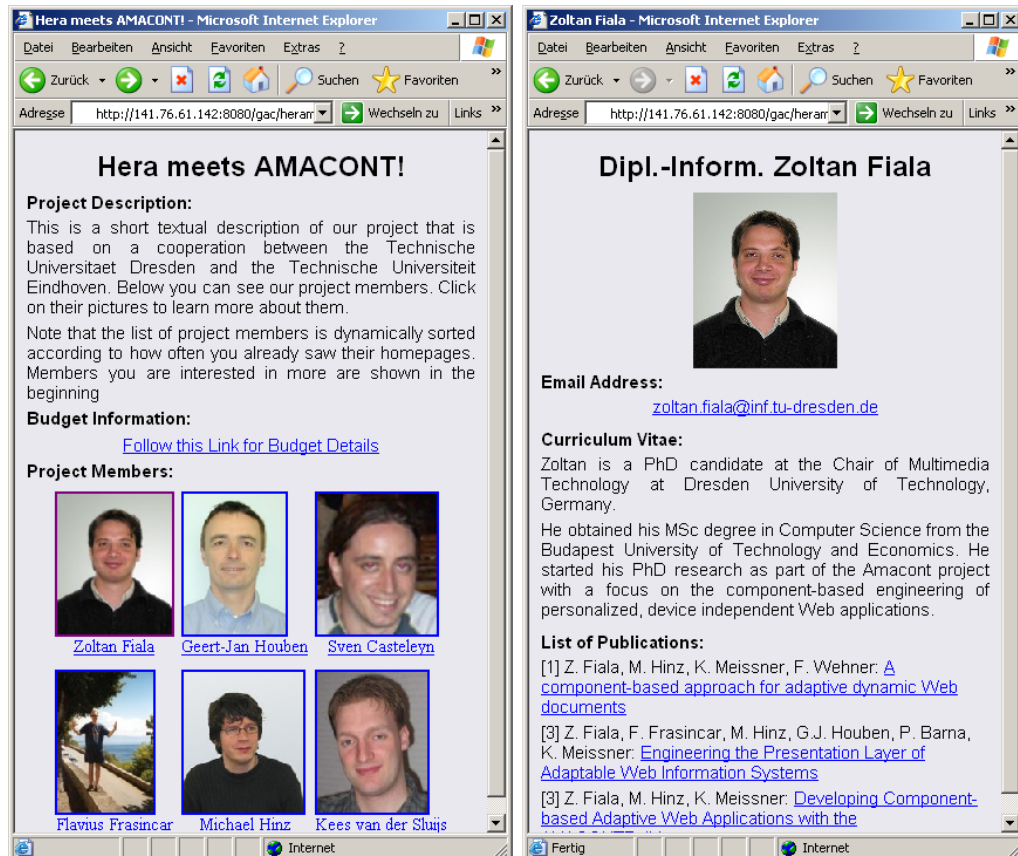 Hera meets AMACONT! - Microsoft Internet Explorer
Datei Bearbeiten Ansicht Favoriten Extras ?
Zurück Suchen Favoriten »
Adresse http://141.76.61.142:8080/gac/heram Wechseln zu Links »
Hera meets AMACONT!
Project Description:
This is a short textual description of our project that is
based on a cooperation between the Technische
Universitaet Dresden and the Technische Universiteit
Eindhoven. Below you can see our project members. Click
on their pictures to learn more about them.
Note that the list of project members is dynamically sorted
according to how often you already saw their homepages.
Members you are interested in more are shown in the
beginning
Budget Information:
Follow this Link for Budget Details
Project Members:
Zoltan Fiala Geert-Jan Houben Sven Casteleyn
Flavius Frasincar Michael Hinz Kees van der Sluijs
Internet
Zoltan Fiala - Microsoft Internet Explorer
Datei Bearbeiten Ansicht Favoriten Extras ?
Zurück Suchen Favoriten »
Adresse http://141.76.61.142:8080/gac/heram Wechseln zu Links »
Dipl.-Inform. Zoltan Fiala
Email Address:
zoltan.fiala@inf.tu-dresden.de
Curriculum Vitae:
Zoltan is a PhD candidate at the Chair of Multimedia
Technology at Dresden University of Technology,
Germany.
He obtained his MSc degree in Computer Science from the
Budapest University of Technology and Economics. He
started his PhD research as part of the Amacont project
with a focus on the component-based engineering of
personalized, device independent Web applications.
List of Publications:
[1] Z. Fiala, M. Hinz, K. Meissner, F. Wehner: A
component-based approach for adaptive dynamic Web
documents
[3] Z. Fiala, F. Frasincar, M. Hinz, G.J. Houben, P. Barna,
K. Meissner: Engineering the Presentation Layer of
Adaptable Web Information Systems
[3] Z. Fiala, M. Hinz, K. Meissner: Developing Component-
based Adaptive Web Applications with the
Fertig Internet